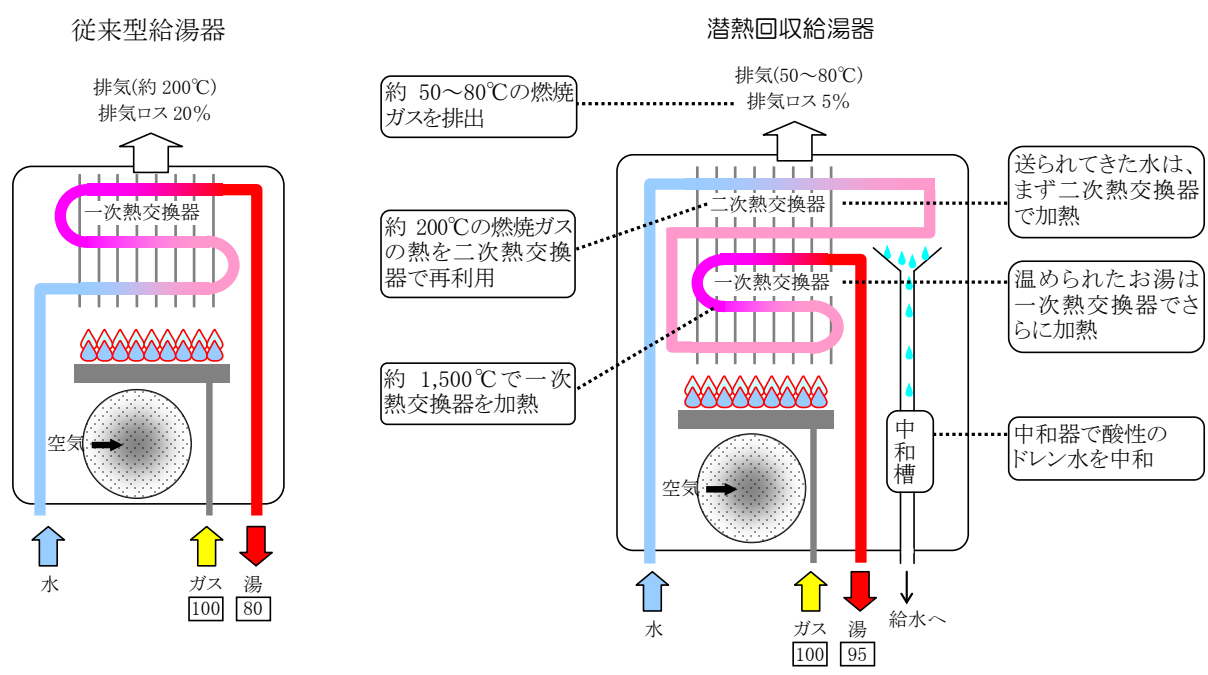 従来型給湯器
排気(約 200℃)
排気ロス 20%
一次熱交換器
空気
水
ガス
100
湯
80
潜熱回収給湯器
排気(50～80℃)
排気ロス 5%
約 50～80℃の燃焼
ガスを排出
約 200℃の燃焼ガス
の熱を二次熱交換
器で再利用
約 1,500℃で一次
熱交換器を加熱
二次熱交換器
一次熱交換器
空気
中
和
槽
送られてきた水は、
まず二次熱交換器
で加熱
温められたお湯は
一次熱交換器でさ
らに加熱
中和器で酸性の
ドレン水を中和
水
ガス
100
湯
95
給水へ